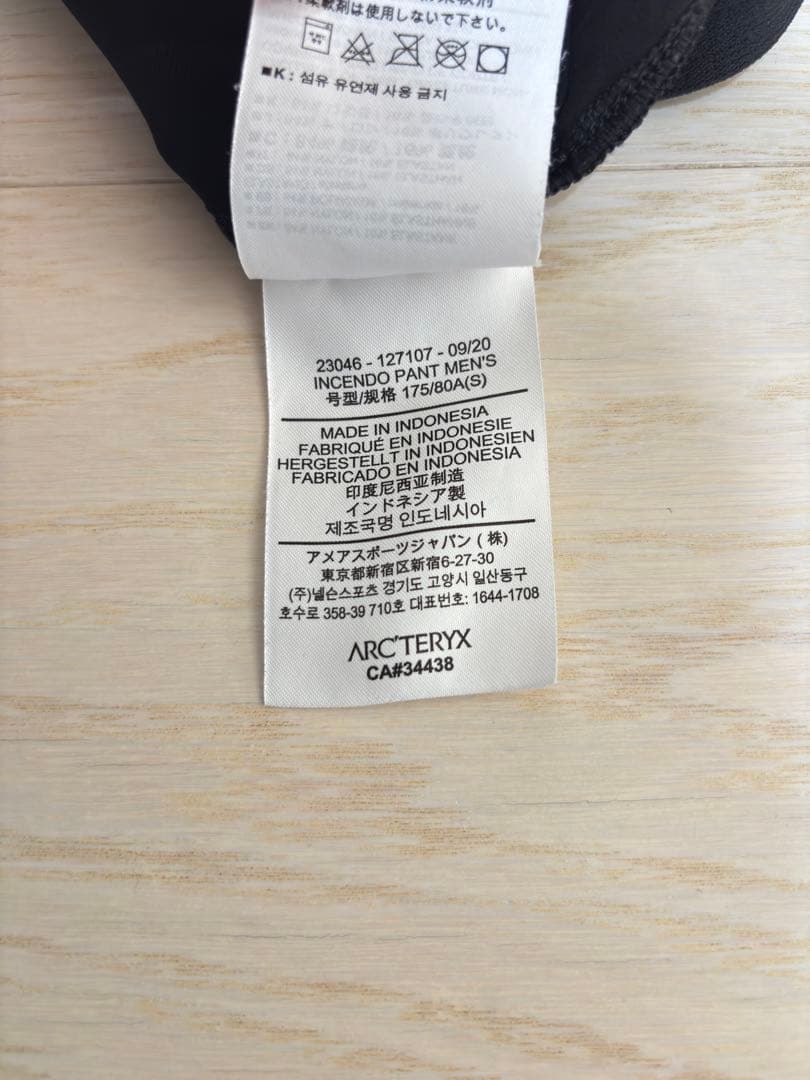 柔軟剤は使用しないで下さい。
■K : 섬유 유연제 사용 금지
23046 - 127107 - 09/20
INCENDO PANT MEN'S
号型/规格 175/80A(S)
MADE IN INDONESIA
FABRIQUÉ EN INDONESIE
HERGESTELLT IN INDONESIEN
FABRICADO EN INDONESIA
印度尼西亚制造
インドネシア製
제조국명 인도네시아
アメアスポーツジャパン (株)
東京都新宿区新宿6-27-30
(주)넬슨스포츠 경기도 고양시 일산동구
호수로 358-39 710호 대표번호: 1644-1708
ARC'TERYX
CA#34438